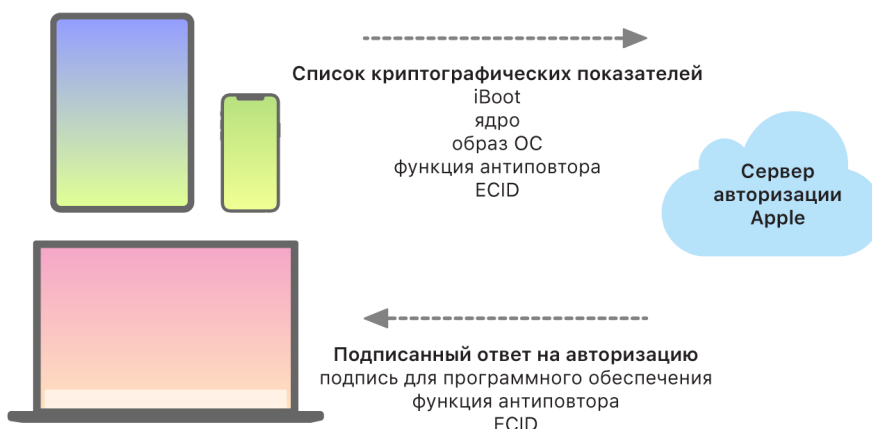 Список криптографических показателей
iBoot
ядро
образ ОС
функция антиповтора
ECID
Сервер
авторизации
Apple
Подписанный ответ на авторизацию
подпись для программного обеспечения
функция антиповтора
ECID